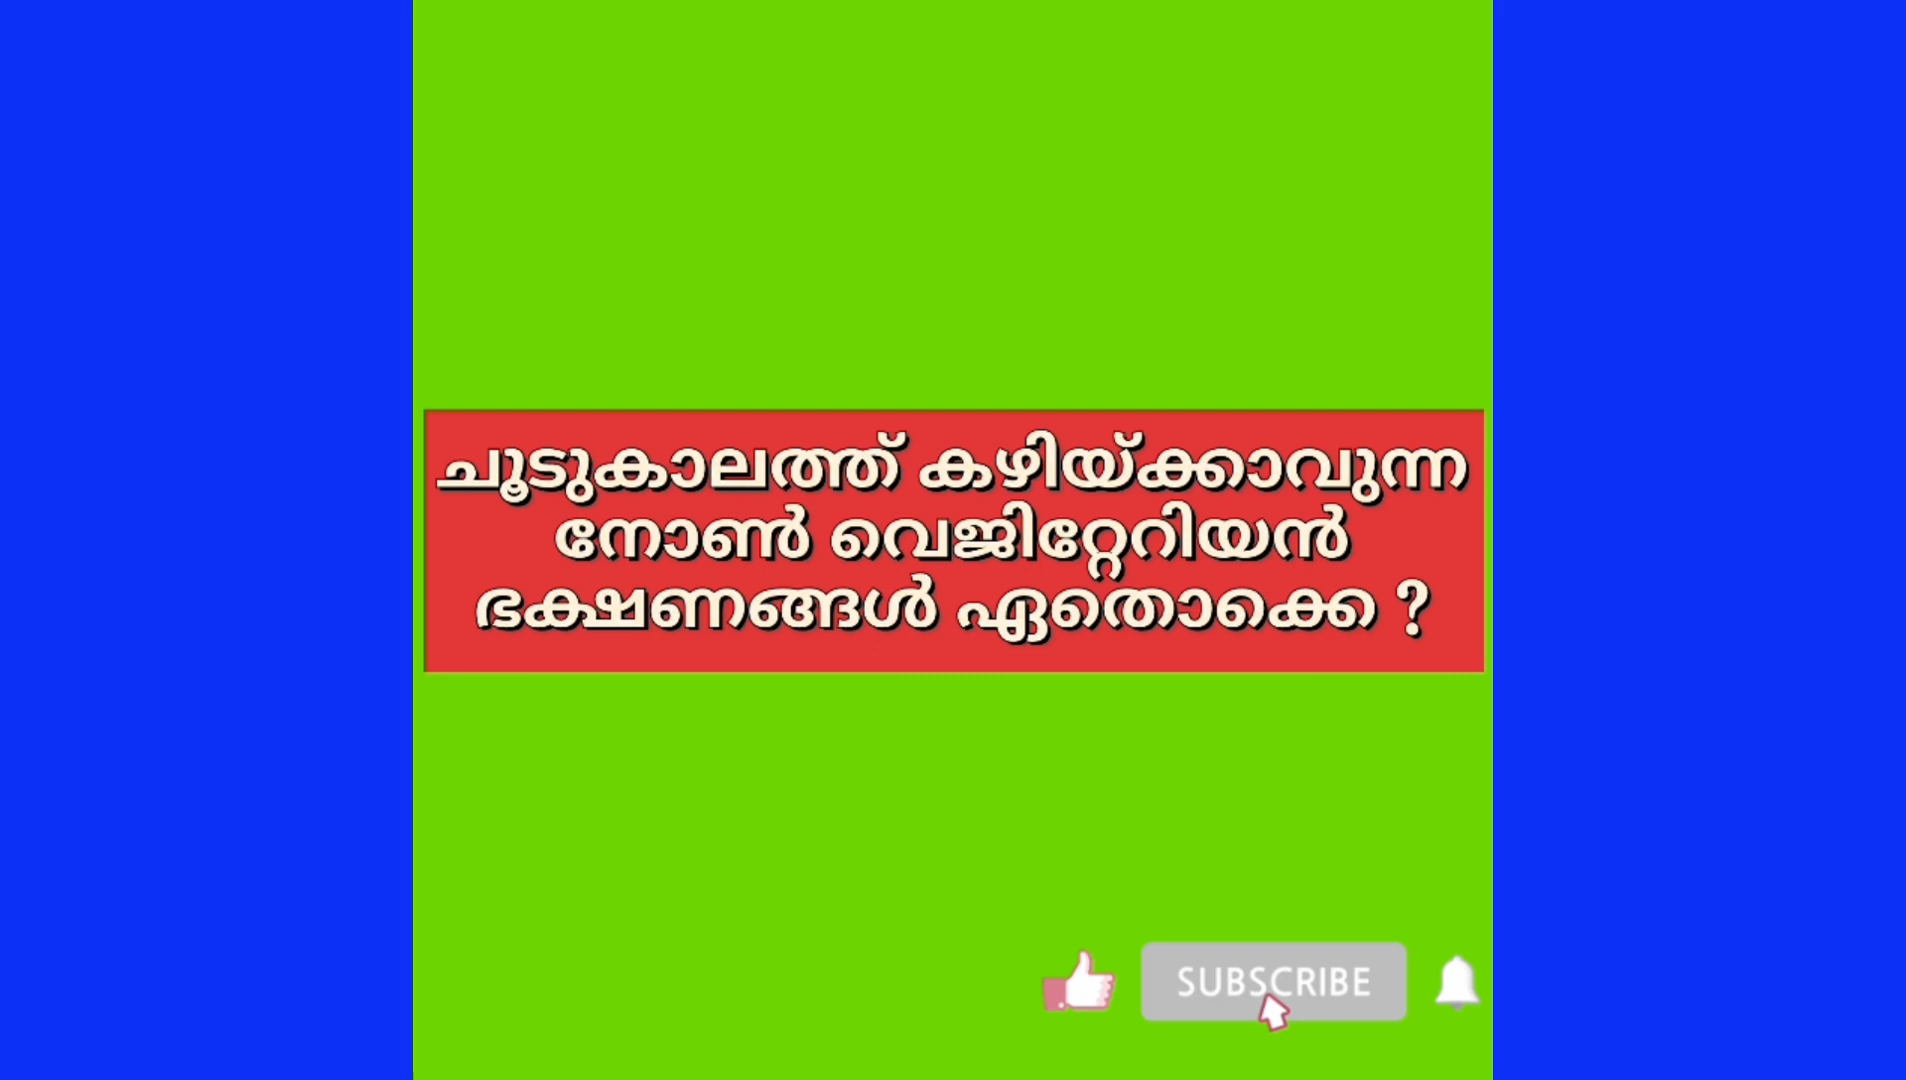 ചൂടുകാലത്ത് കഴിയ്ക്കാവുന്ന
നോൺ വെജിറ്റേറിയൻ
ഭക്ഷണങ്ങൾ ഏതൊക്കെ ?
SUBSCRIBE